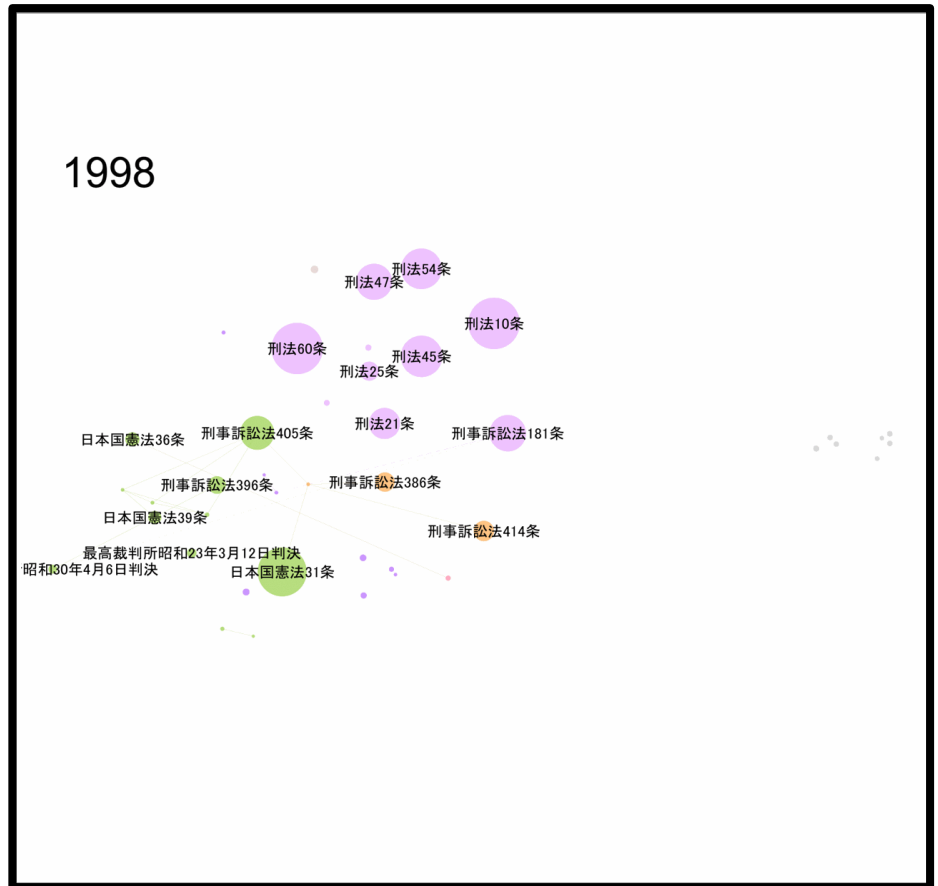 1998
刑法54条
刑法47条
刑法10条
刑法60条
刑法45条
刑法25条
刑法21条
刑事訴訟法405条
刑事訴訟法181条
日本国憲法36条
刑事訴訟法396条
刑事訴訟法386条
日本国憲法39条
刑事訴訟法414条
最高裁判所昭和23年3月12日判決
昭和30年4月6日判決
日本国憲法31条